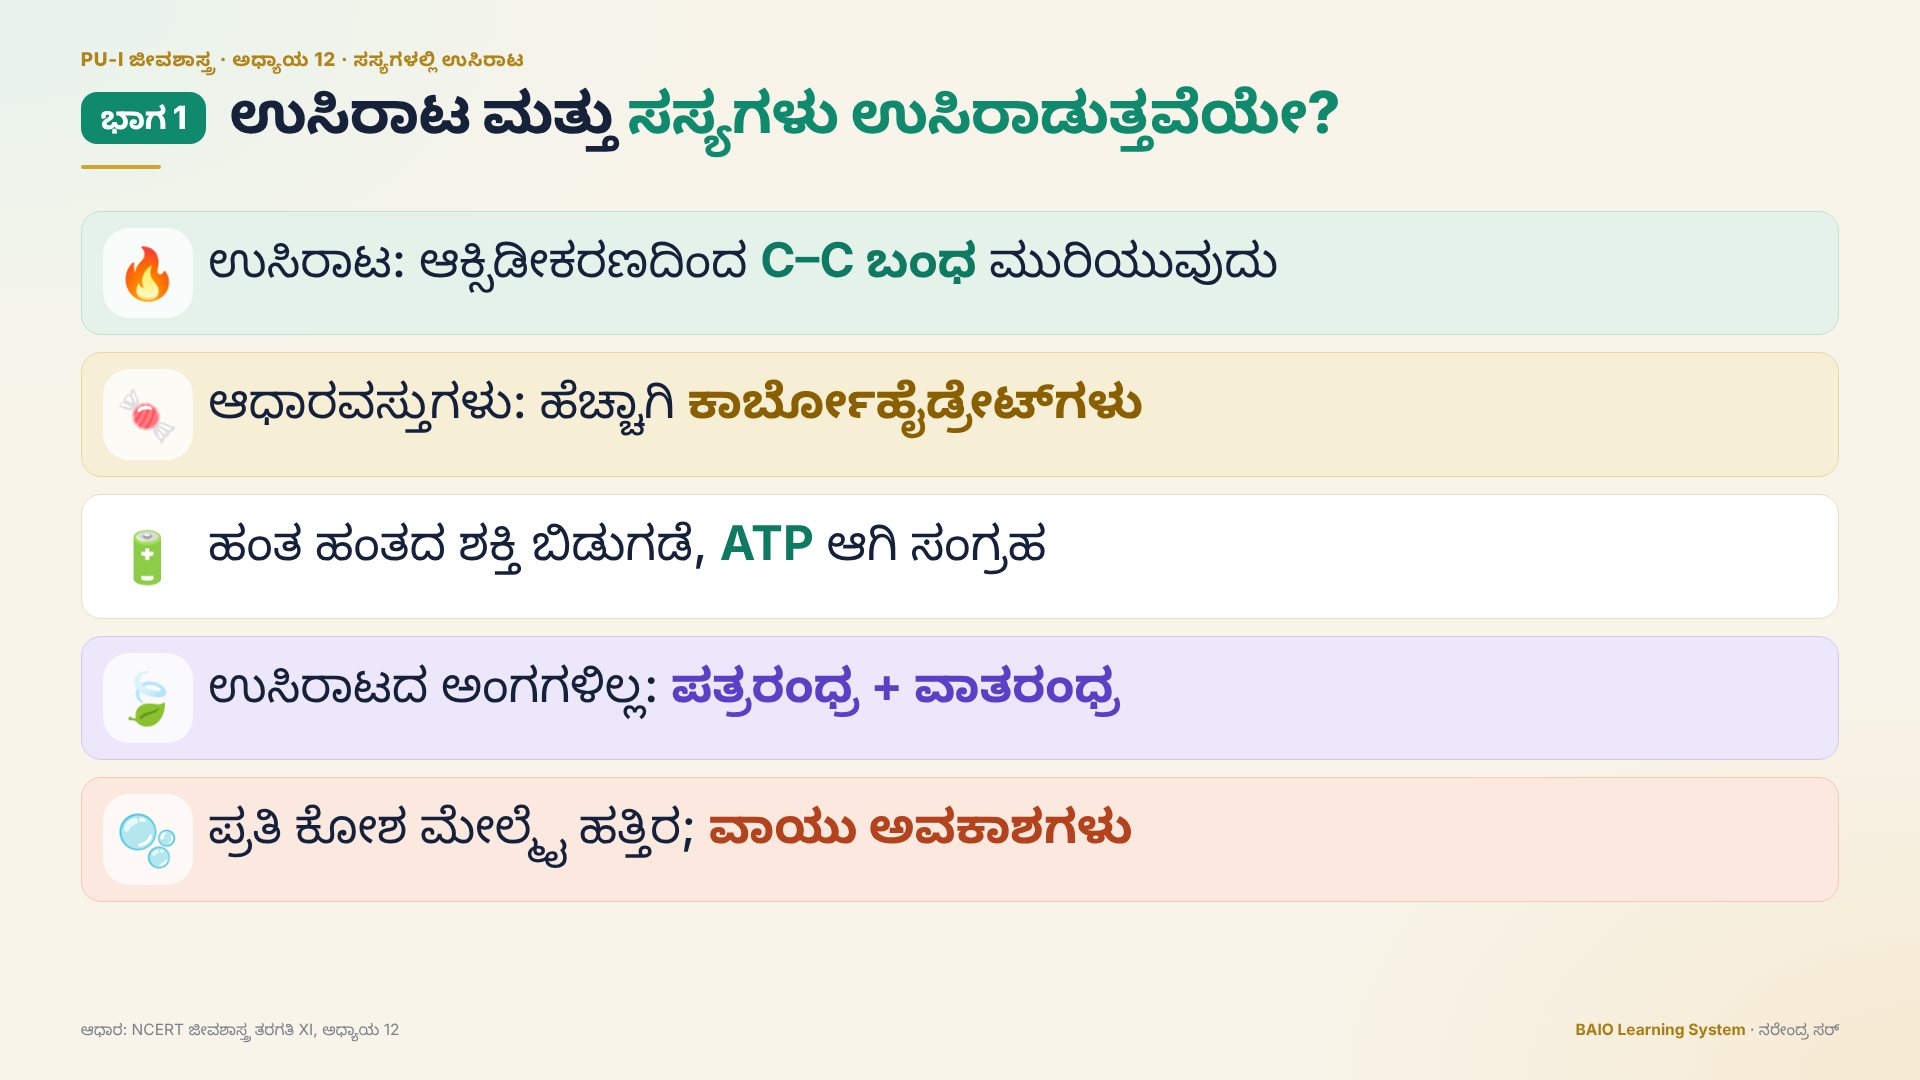 PU-I ಜೀವಶಾಸ್ತ್ರ · ಅಧ್ಯಾಯ 12 · ಸಸ್ಯಗಳಲ್ಲಿ ಉಸಿರಾಟ
ಭಾಗ 1 ಉಸಿರಾಟ ಮತ್ತು ಸಸ್ಯಗಳು ಉಸಿರಾಡುತ್ತವೆಯೇ?
ಉಸಿರಾಟ: ಆಕ್ಸಿಡೀಕರಣದಿಂದ C–C ಬಂಧ ಮುರಿಯುವುದು
ಆಧಾರವಸ್ತುಗಳು: ಹೆಚ್ಚಾಗಿ ಕಾರ್ಬೋಹೈಡ್ರೇಟ್‌ಗಳು
ಹಂತ ಹಂತದ ಶಕ್ತಿ ಬಿಡುಗಡೆ, ATP ಆಗಿ ಸಂಗ್ರಹ
ಉಸಿರಾಟದ ಅಂಗಗಳಿಲ್ಲ: ಪತ್ರರಂಧ್ರ + ವಾತರಂಧ್ರ
ಪ್ರತಿ ಕೋಶ ಮೇಲ್ಮೈ ಹತ್ತಿರ; ವಾಯು ಅವಕಾಶಗಳು
ಆಧಾರ: NCERT ಜೀವಶಾಸ್ತ್ರ ತರಗತಿ XI, ಅಧ್ಯಾಯ 12
BAIO Learning System · ನರೇಂದ್ರ ಸರ್